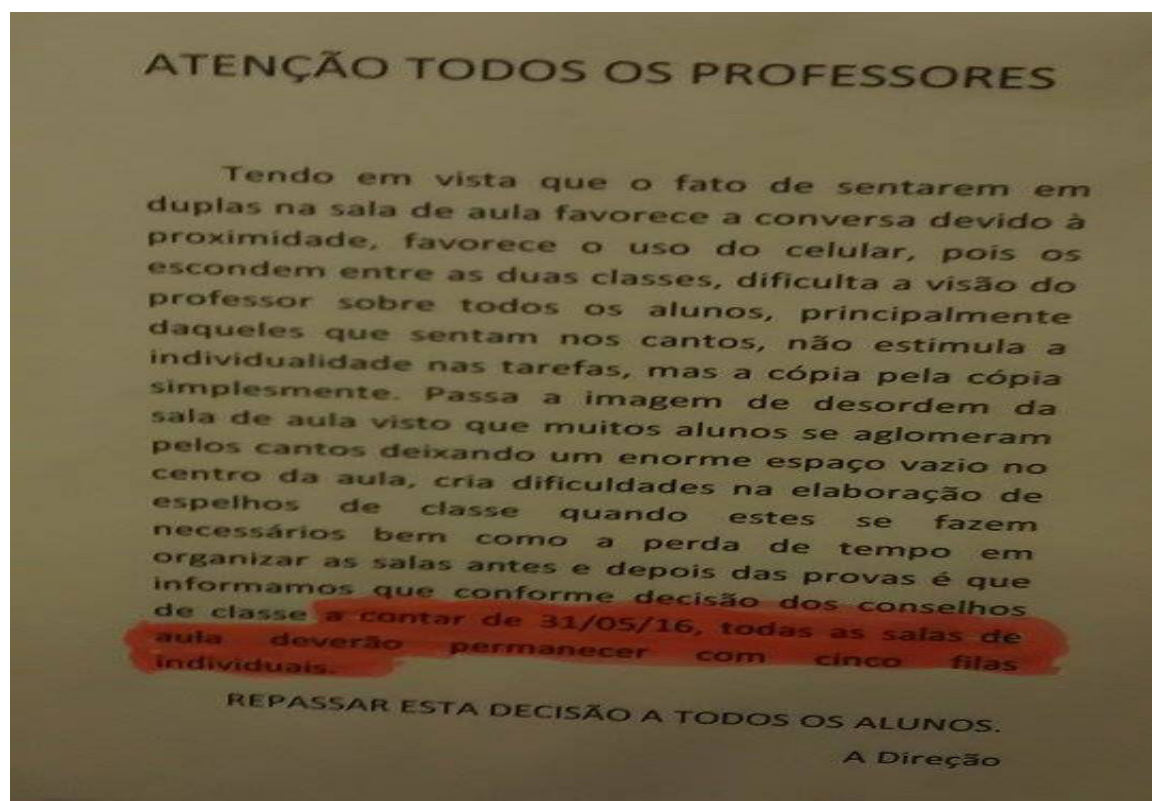 ATENÇÃO TODOS OS PROFESSORES
Tendo em vista que o fato de sentarem em
duplas na sala de aula favorece a conversa devido à
proximidade, favorece o uso do celular, pois os
escondem entre as duas classes, dificulta a visão do
professor sobre todos os alunos, principalmente
daqueles que sentam nos cantos, não estimula a
individualidade nas tarefas, mas a cópia pela cópia
simplesmente. Passa a imagem de desordem da
sala de aula visto que muitos alunos se aglomeram
pelos cantos deixando um enorme espaço vazio no
centro da aula, cria dificuldades na elaboração de
espelhos de classe quando estes se fazem
necessários bem como a perda de tempo em
organizar as salas antes e depois das provas é que
informamos que conforme decisão dos conselhos
de classe a contar de 31/05/16, todas as salas de
aula deverão permanecer com cinco filas
individuais.
REPASSAR ESTA DECISÃO A TODOS OS ALUNOS.
A Direção